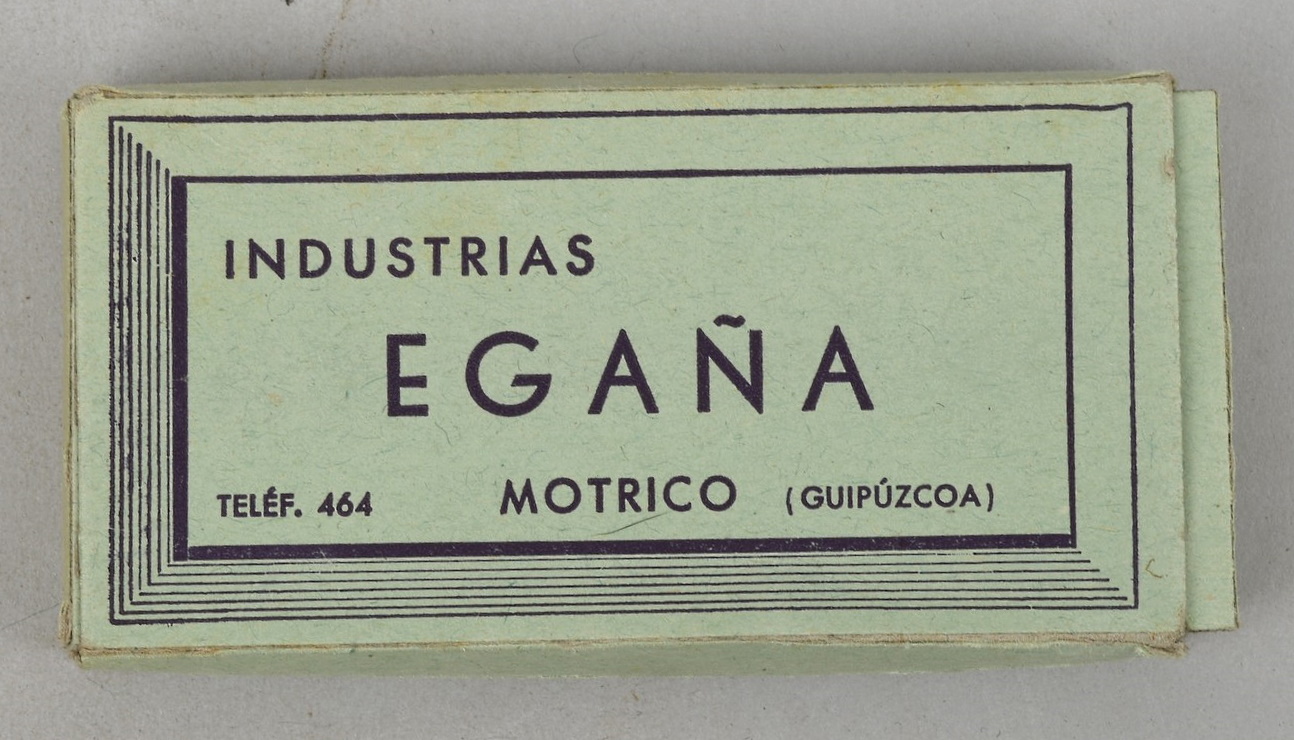 INDUSTRIAS
EGAÑA
TELÉF. 464 MOTRICO (GUIPÚZCOA)